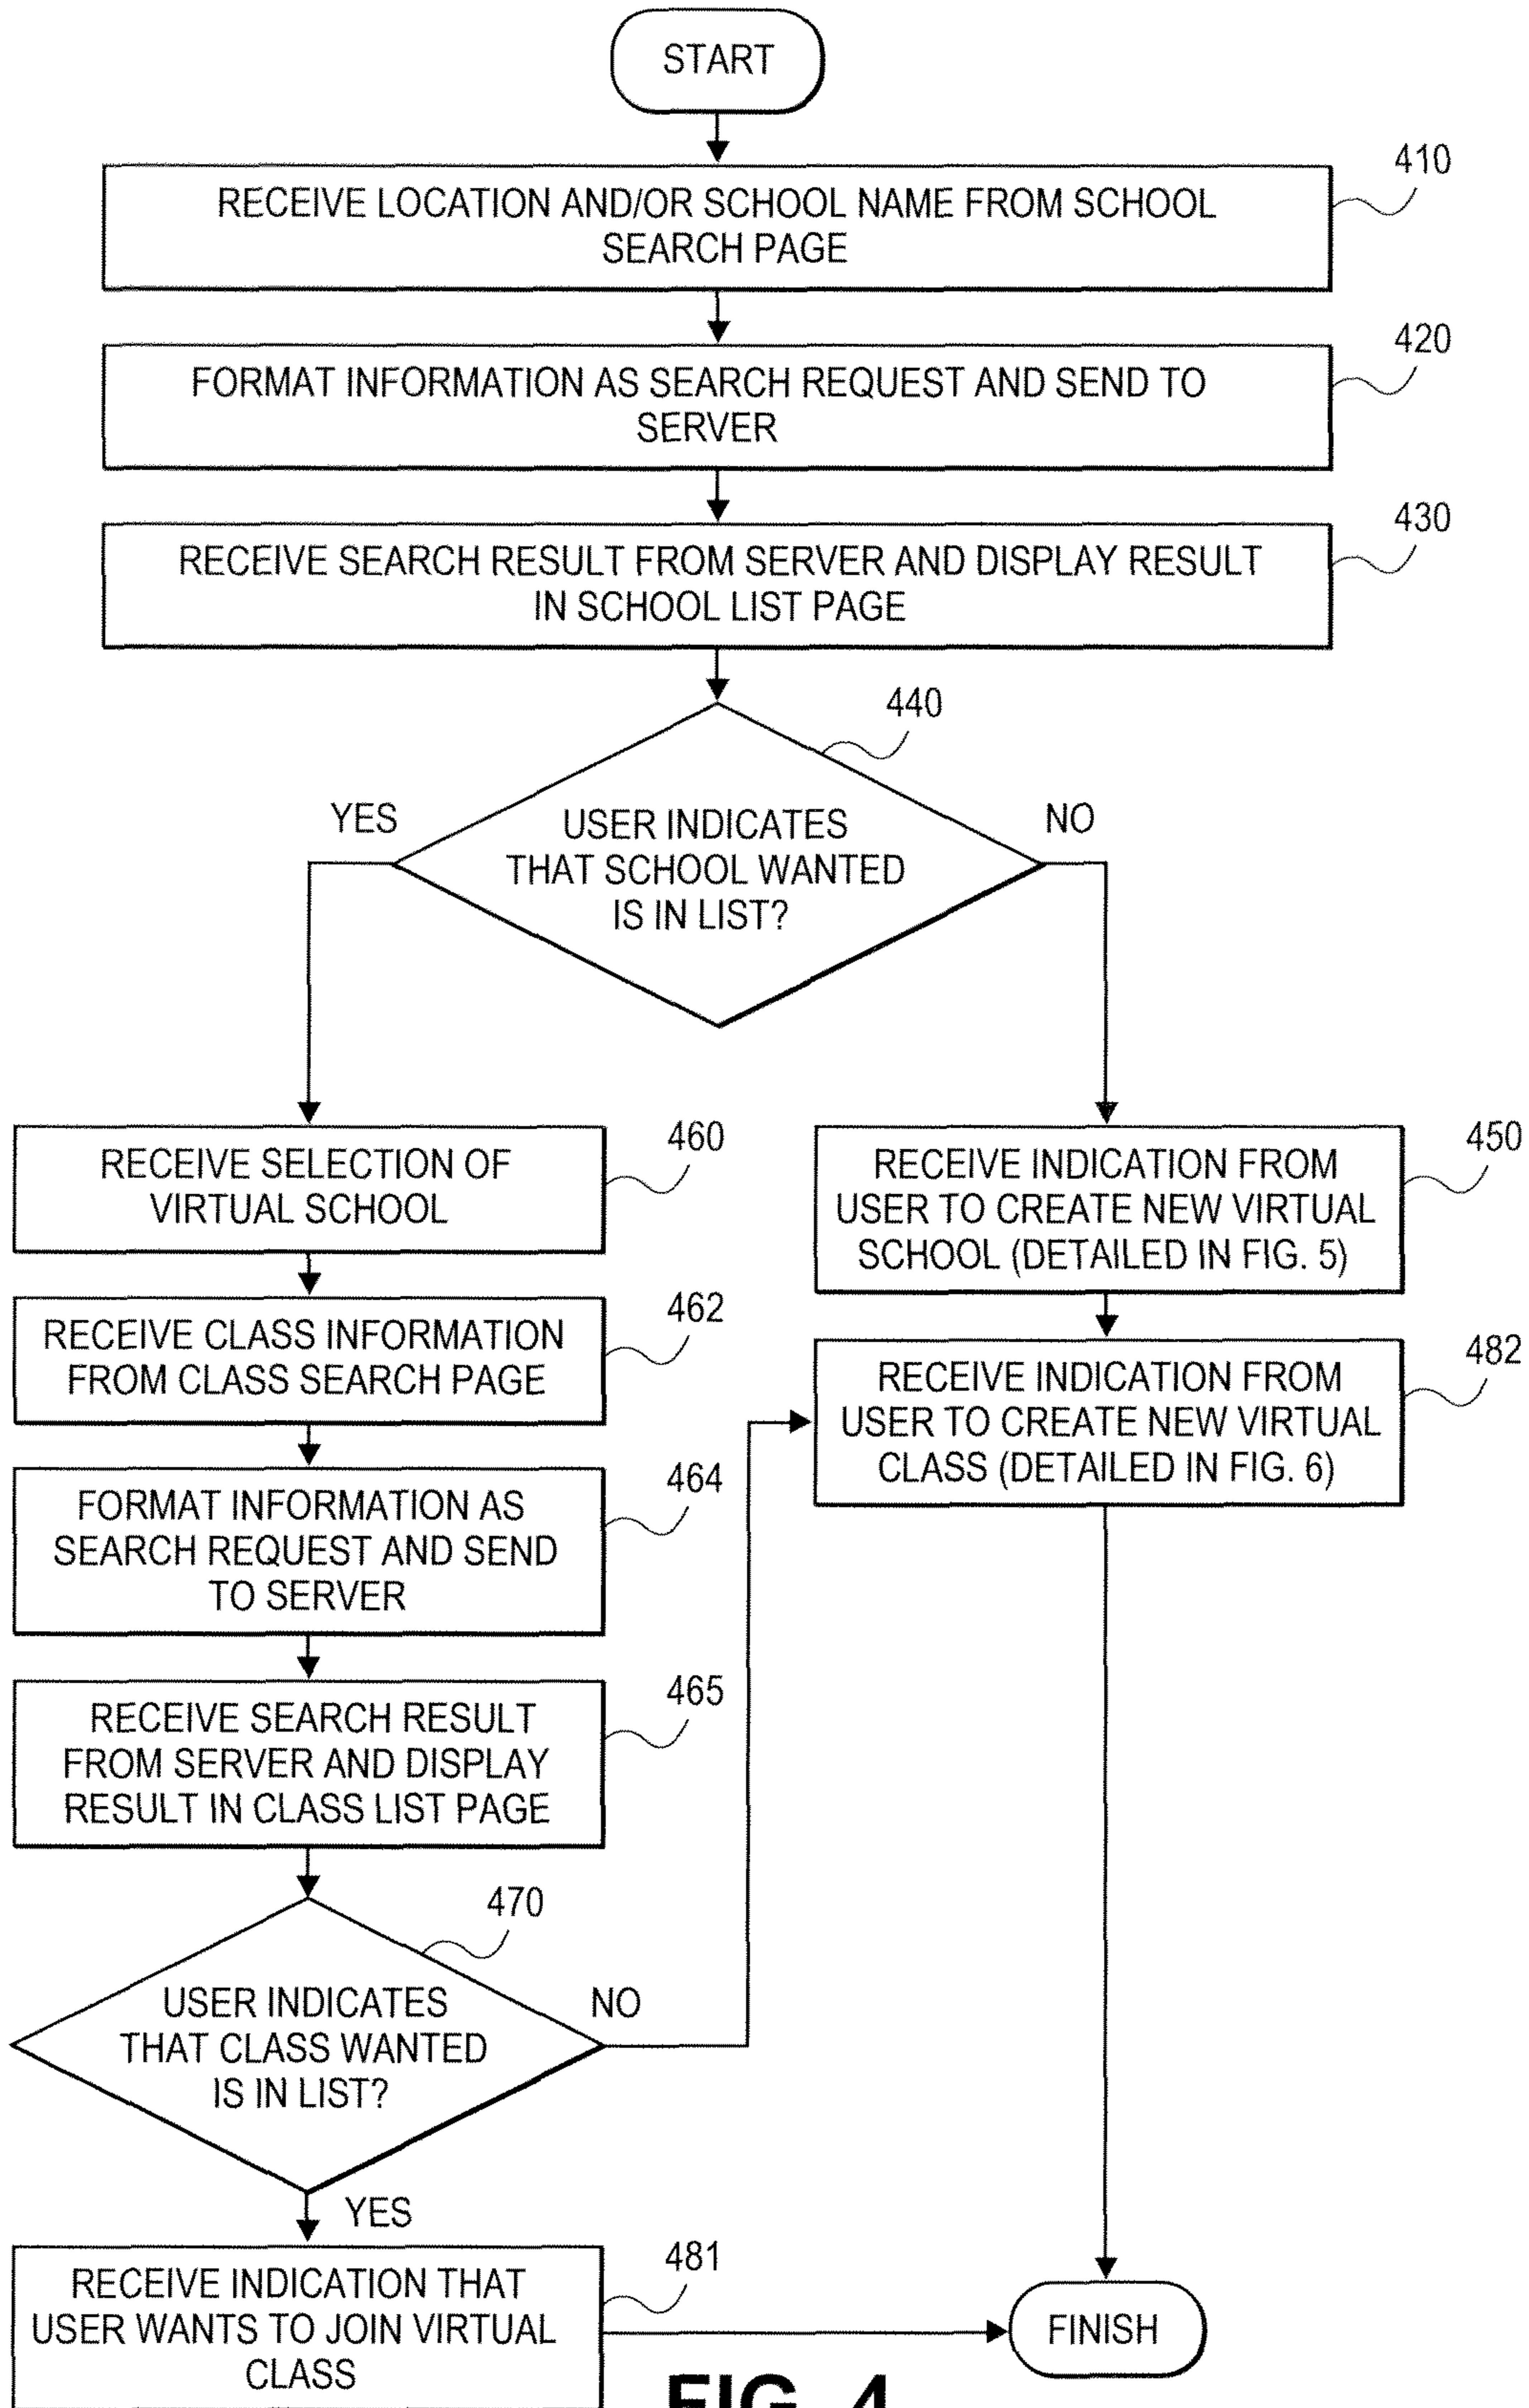 START
410
RECEIVE LOCATION AND/OR SCHOOL NAME FROM SCHOOL
SEARCH PAGE
420
FORMAT INFORMATION AS SEARCH REQUEST AND SEND TO
SERVER
430
RECEIVE SEARCH RESULT FROM SERVER AND DISPLAY RESULT
IN SCHOOL LIST PAGE
440
YES
NO
USER INDICATES
THAT SCHOOL WANTED
IS IN LIST?
460
RECEIVE SELECTION OF
VIRTUAL SCHOOL
462
RECEIVE CLASS INFORMATION
FROM CLASS SEARCH PAGE
464
FORMAT INFORMATION AS
SEARCH REQUEST AND SEND
TO SERVER
465
RECEIVE SEARCH RESULT
FROM SERVER AND DISPLAY
RESULT IN CLASS LIST PAGE
470
USER INDICATES
THAT CLASS WANTED
IS IN LIST?
NO
YES
481
RECEIVE INDICATION THAT
USER WANTS TO JOIN VIRTUAL
CLASS
450
RECEIVE INDICATION FROM
USER TO CREATE NEW VIRTUAL
SCHOOL (DETAILED IN FIG. 5)
482
RECEIVE INDICATION FROM
USER TO CREATE NEW VIRTUAL
CLASS (DETAILED IN FIG. 6)
FINISH
FIG. 4